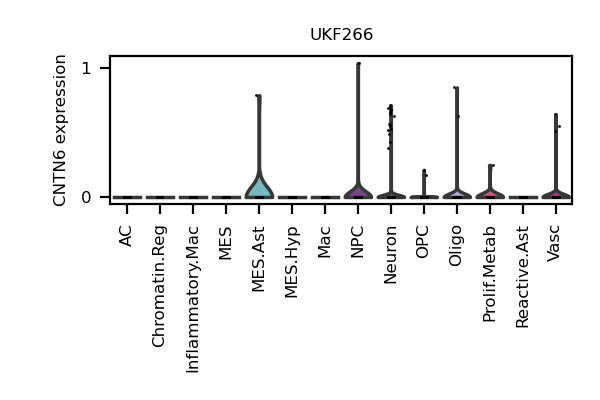 UKF266
CNTN6 expression
1
0
AC
Chromatin.Reg
Inflammatory.Mac
MES
MES.Ast
MES.Hyp
Mac
NPC
Neuron
OPC
Oligo
Prolif.Metab
Reactive.Ast
Vasc